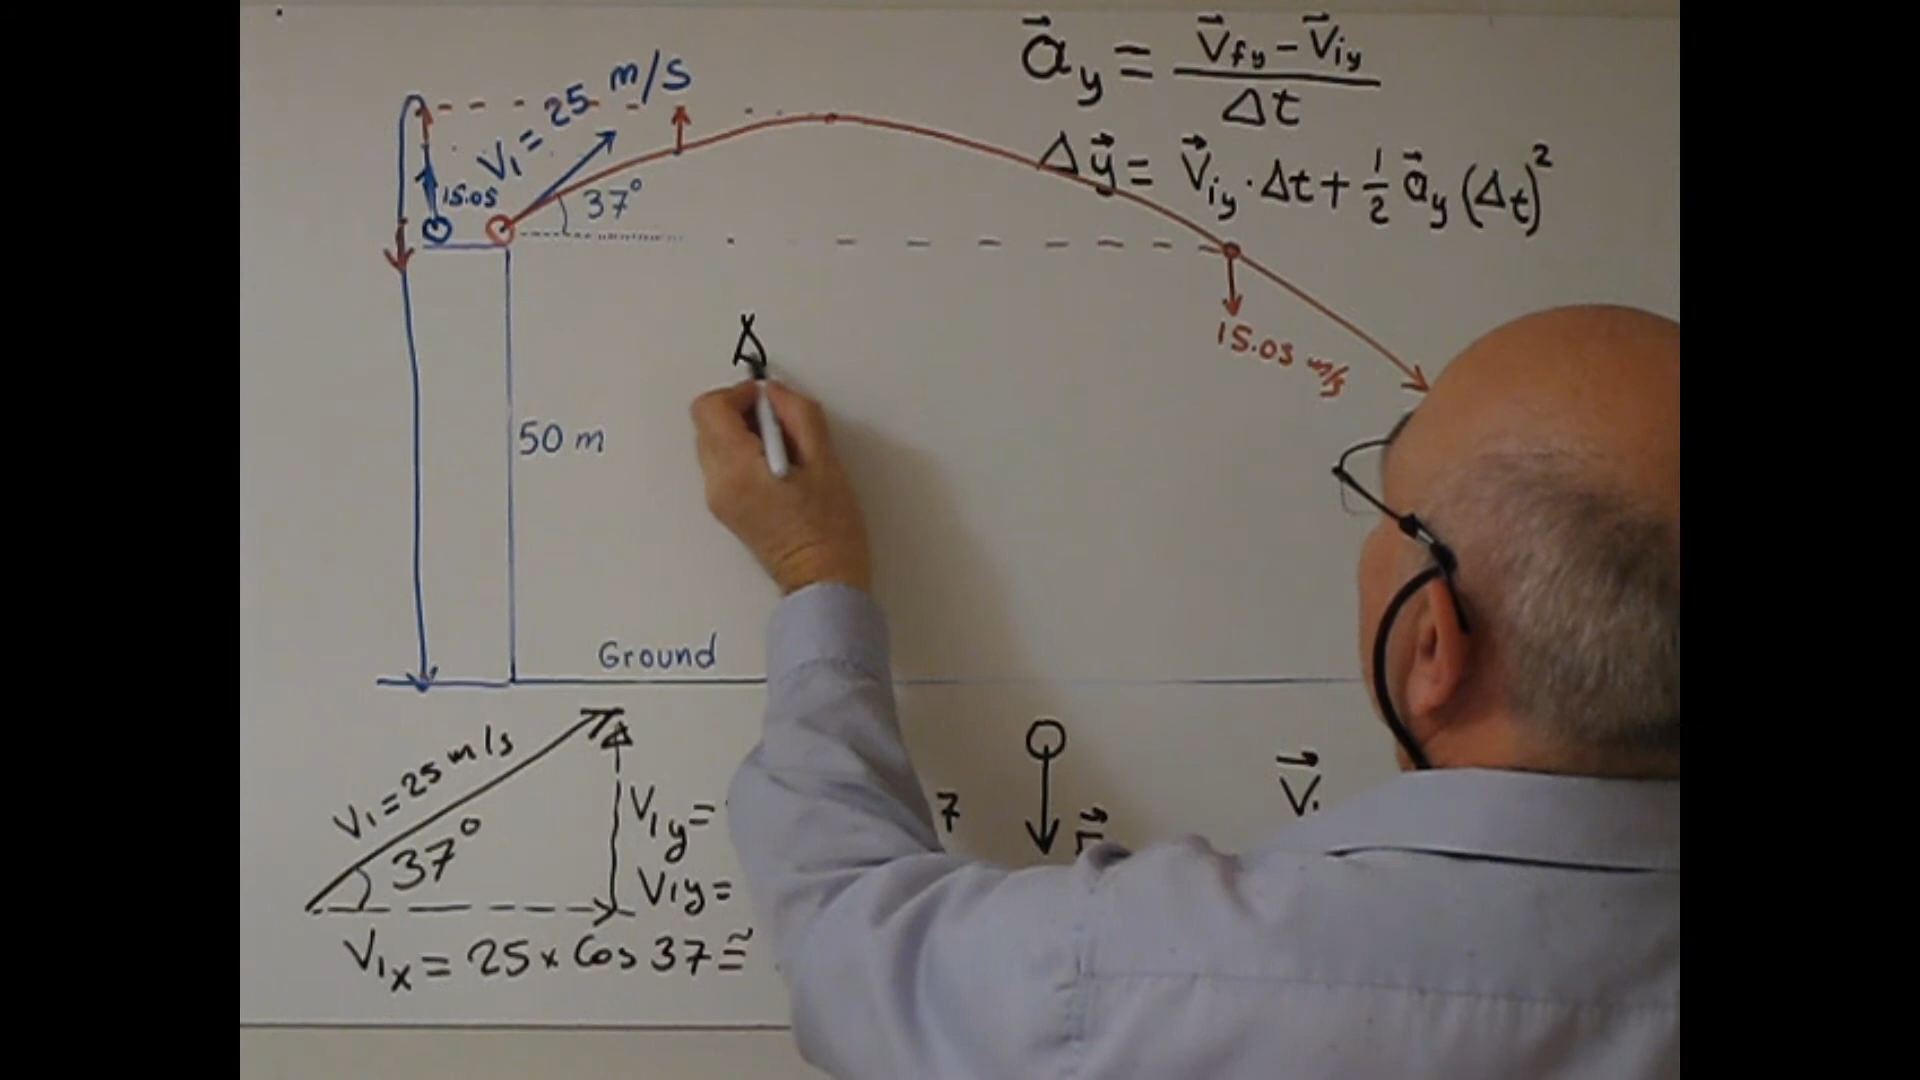 V₁ = 25 m/s
15.05
37°
a⃗y = (V⃗fy − V⃗iy) / Δt
Δy⃗ = V⃗iy · Δt + ½ a⃗y (Δt)²
15.05 m/s
Δ
50 m
Ground
V₁ = 25 m/s
37°
V₁y =
V₁y =
V₁x = 25 × Cos 37 ≅
7
V⃗